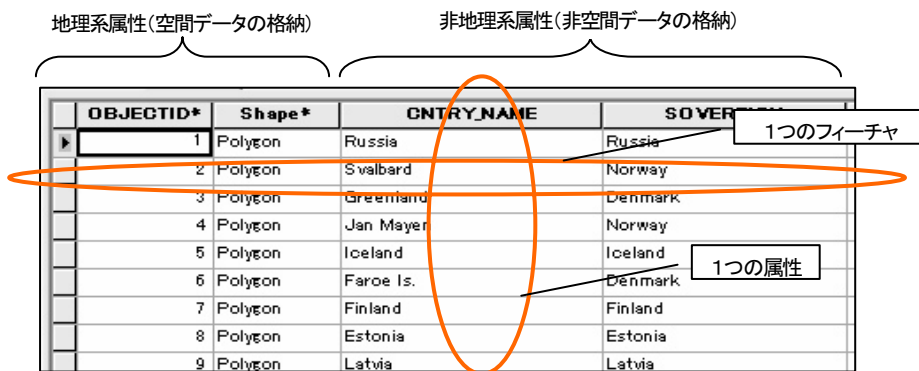 地理系属性(空間データの格納) 非地理系属性(非空間データの格納)
OBJECTID* Shape* CNTRY_NAME
1つのフィーチャ
1 Polygon Russia Russia
2 Polygon Svalbard Norway
3 Polygon Greenland Denmark
4 Polygon Jan Mayen Norway
5 Polygon Iceland Iceland
1つの属性
6 Polygon Faroe Is. Denmark
7 Polygon Finland Finland
8 Polygon Estonia Estonia
9 Polygon Latvia Latvia